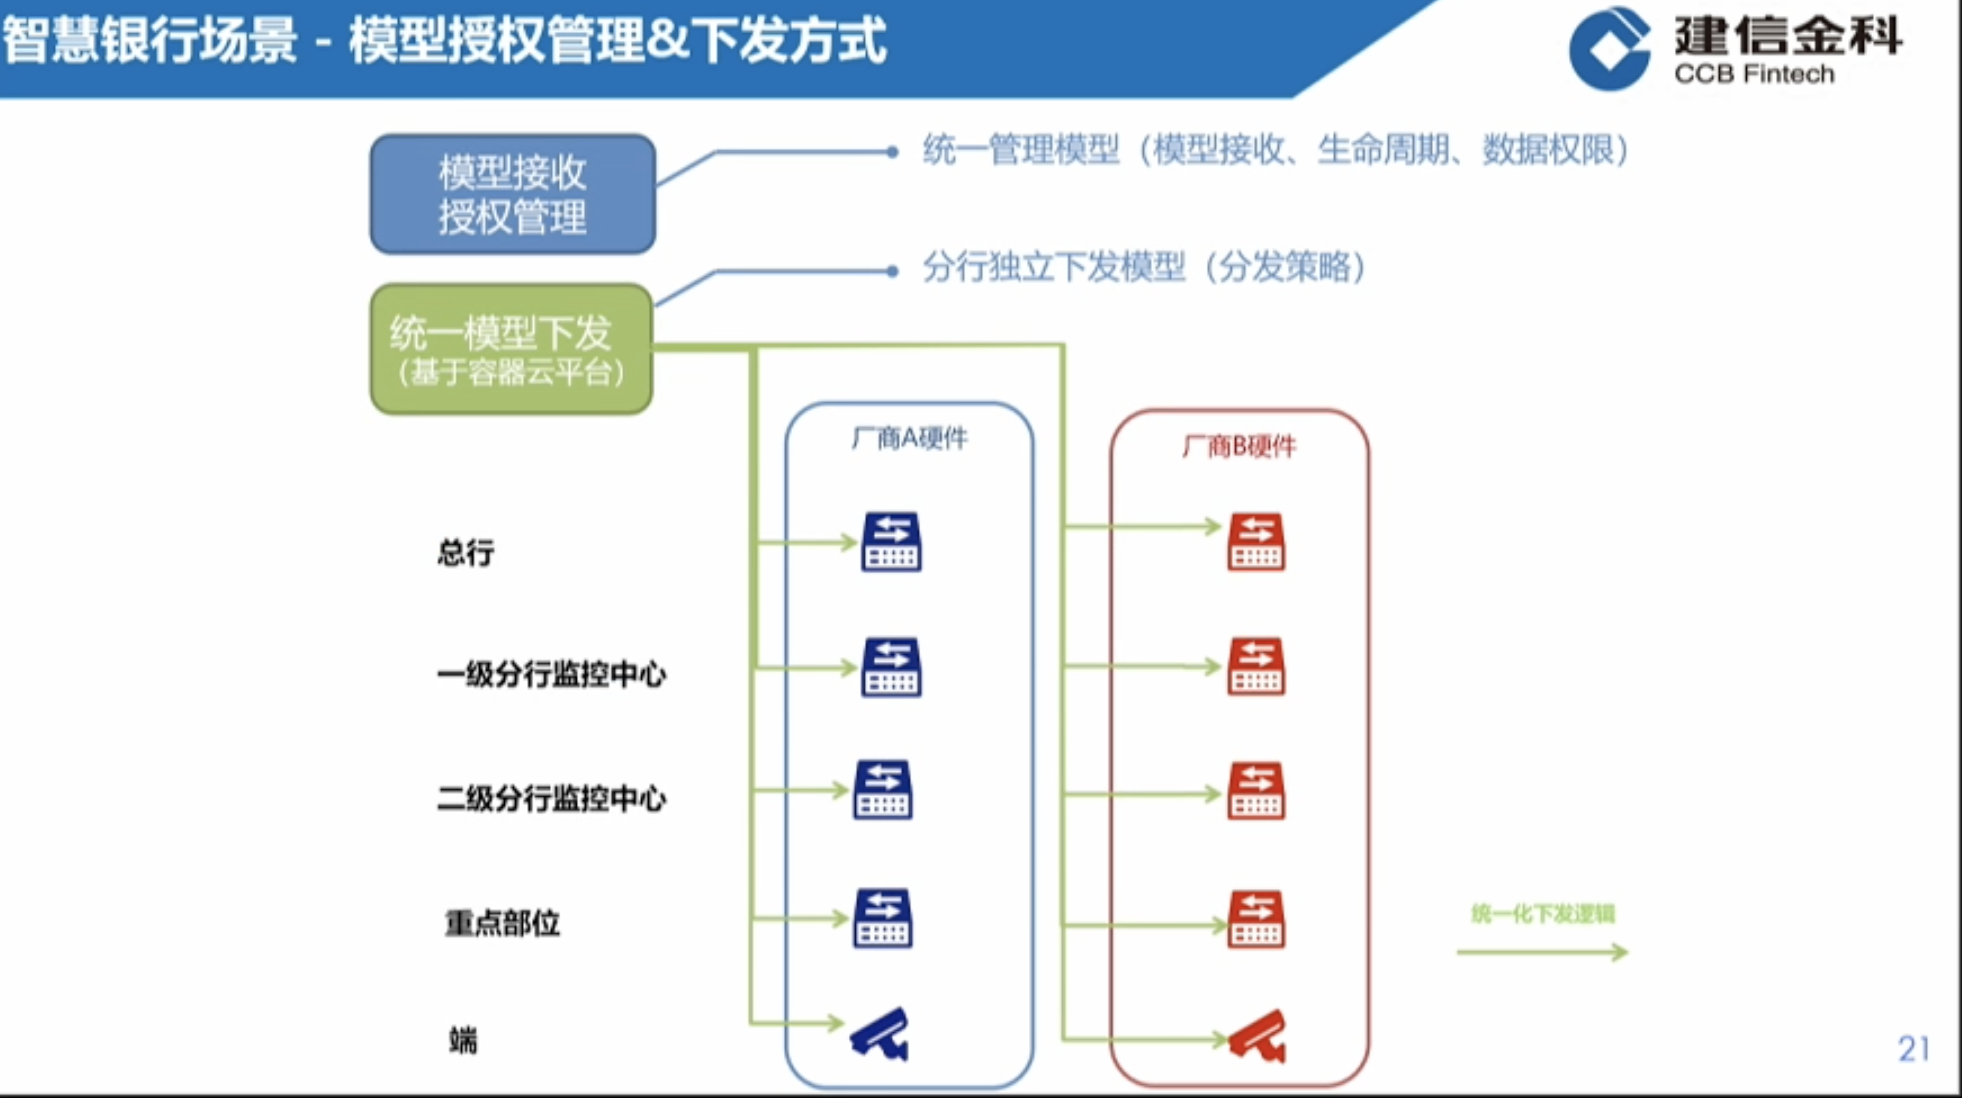 智慧银行场景 - 模型授权管理&下发方式
建信金科
CCB Fintech
模型接收
授权管理
统一管理模型（模型接收、生命周期、数据权限）
分行独立下发模型（分发策略）
统一模型下发
（基于容器云平台）
厂商A硬件
厂商B硬件
总行
一级分行监控中心
二级分行监控中心
重点部位
统一化下发逻辑
端
21